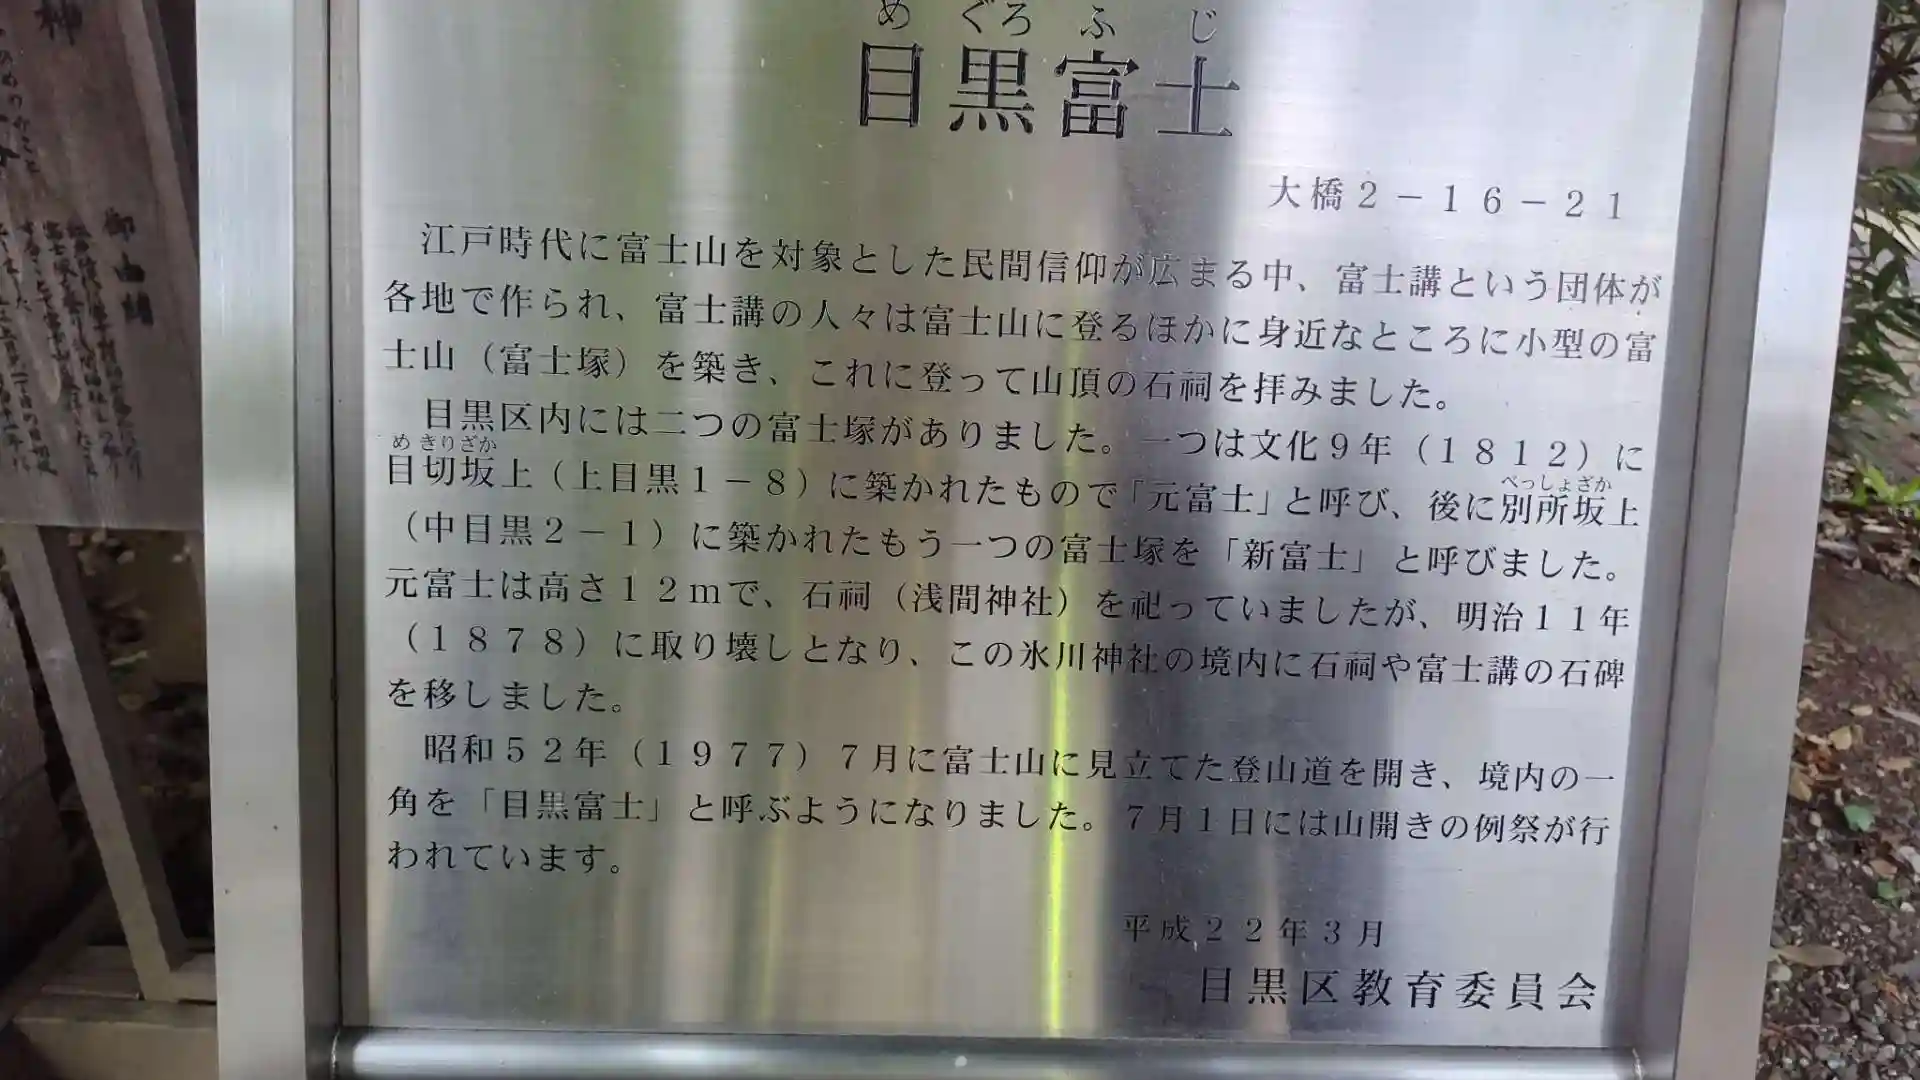 めぐろふじ
目黒富士
大橋2－16－21
　江戸時代に富士山を対象とした民間信仰が広まる中、富士講という団体が
各地で作られ、富士講の人々は富士山に登るほかに身近なところに小型の富
士山（富士塚）を築き、これに登って山頂の石祠を拝みました。
　目黒区内には二つの富士塚がありました。一つは文化9年（1812）に
めきりざか
目切坂上（上目黒1－8）に築かれたもので「元富士」と呼び、後に別所坂上
べっしょざか
（中目黒2－1）に築かれたもう一つの富士塚を「新富士」と呼びました。
元富士は高さ12mで、石祠（浅間神社）を祀っていましたが、明治11年
（1878）に取り壊しとなり、この氷川神社の境内に石祠や富士講の石碑
を移しました。
　昭和52年（1977）7月に富士山に見立てた登山道を開き、境内の一
角を「目黒富士」と呼ぶようになりました。7月1日には山開きの例祭が行
われています。
平成22年3月
目黒区教育委員会
神
御由緒